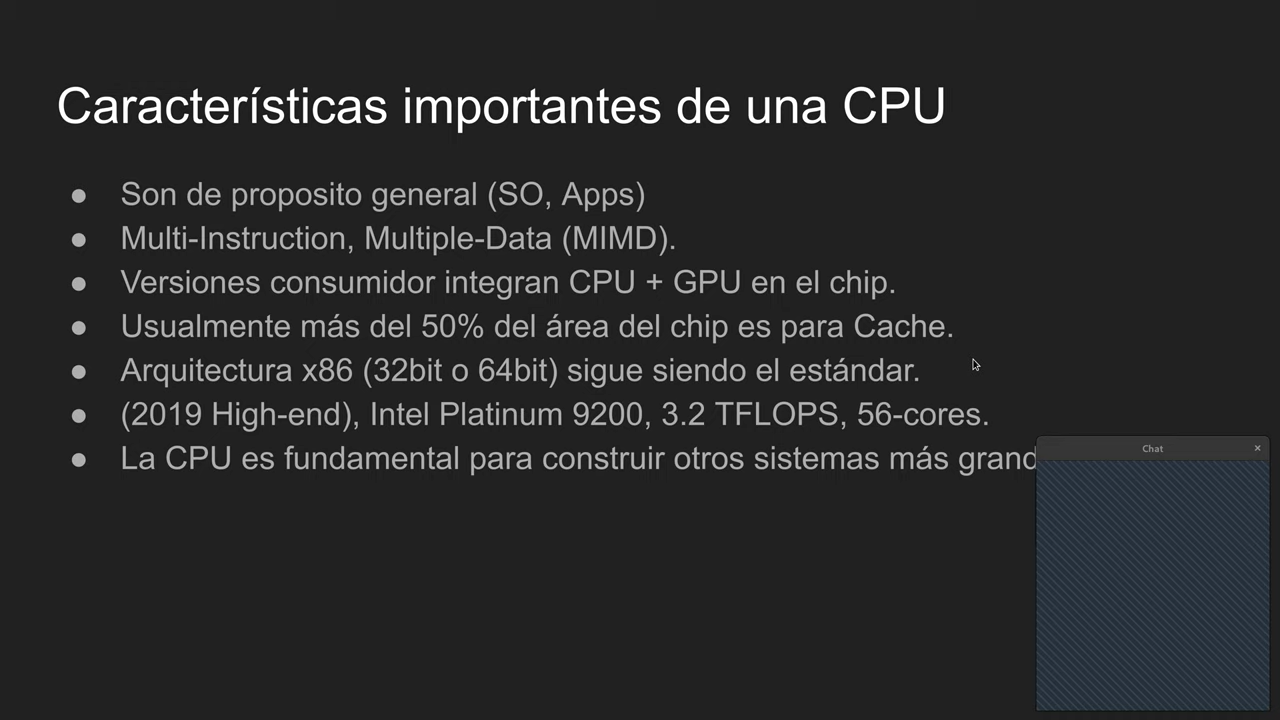 Características importantes de una CPU
● Son de proposito general (SO, Apps)
● Multi-Instruction, Multiple-Data (MIMD).
● Versiones consumidor integran CPU + GPU en el chip.
● Usualmente más del 50% del área del chip es para Cache.
● Arquitectura x86 (32bit o 64bit) sigue siendo el estándar.
● (2019 High-end), Intel Platinum 9200, 3.2 TFLOPS, 56-cores.
● La CPU es fundamental para construir otros sistemas más
Chat